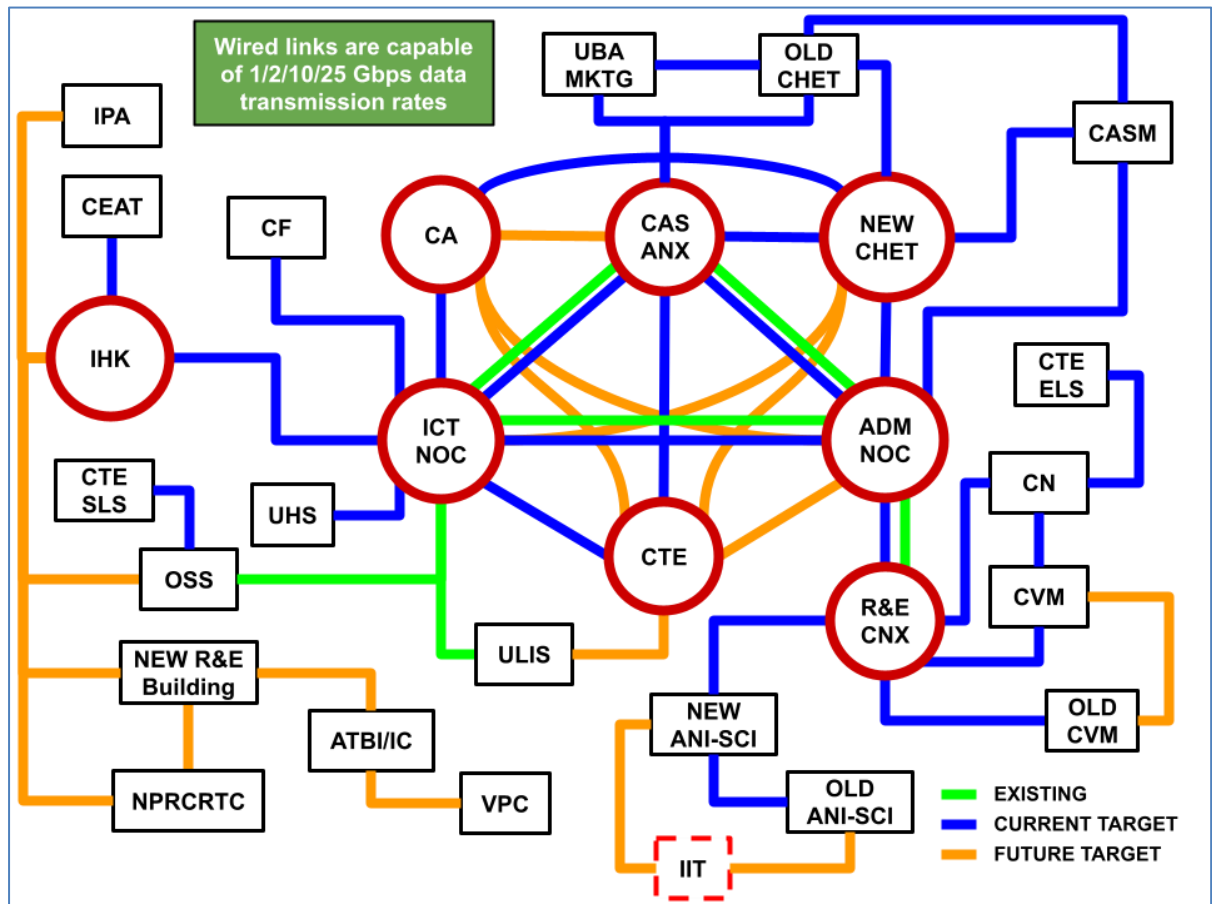 Wired links are capable
of 1/2/10/25 Gbps data
transmission rates
UBA
MKTG
OLD
CHET
IPA
CASM
CEAT
CF
CA
CAS
ANX
NEW
CHET
IHK
CTE
ELS
ICT
NOC
ADM
NOC
CTE
SLS
UHS
CN
OSS
CTE
CVM
R&E
CNX
NEW R&E
Building
ULIS
NEW
ANI-SCI
OLD
CVM
ATBI/IC
NPRCRTC
VPC
OLD
ANI-SCI
IIT
EXISTING
CURRENT TARGET
FUTURE TARGET